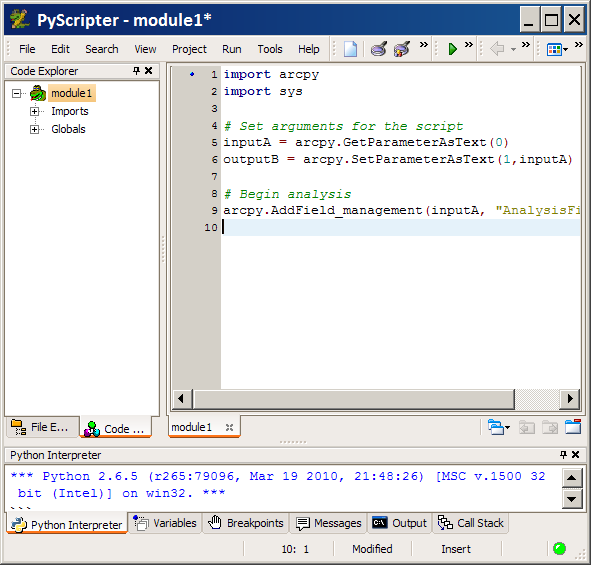 PyScripter - module1*
File Edit Search View Project Run Tools Help
Code Explorer
module1
Imports
Globals
1 import arcpy
2 import sys
3
4 # Set arguments for the script
5 inputA = arcpy.GetParameterAsText(0)
6 outputB = arcpy.SetParameterAsText(1,inputA)
7
8 # Begin analysis
9 arcpy.AddField_management(inputA, "AnalysisFi
10
File E... Code ...
module1
Python Interpreter
*** Python 2.6.5 (r265:79096, Mar 19 2010, 21:48:26) [MSC v.1500 32
bit (Intel)] on win32. ***
Python Interpreter Variables Breakpoints Messages Output Call Stack
10: 1 Modified Insert